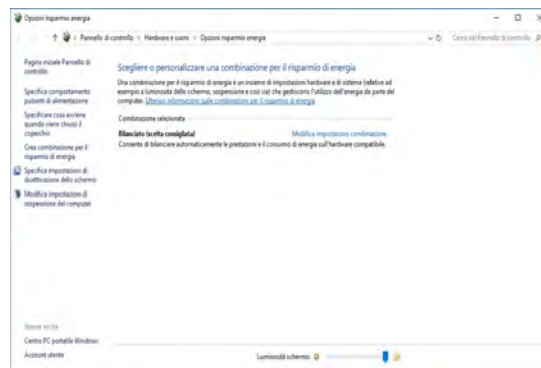 Opzioni risparmio energia
Pannello di controllo > Hardware e suoni > Opzioni risparmio energia
Cerca nel Pannello di controllo
Pagina iniziale Pannello di
controllo
Specifica comportamento
pulsanti di alimentazione
Specificare cosa avviene
quando viene chiuso il
coperchio
Crea combinazione per il
risparmio di energia
Specifica impostazioni di
disattivazione dello schermo
Modifica impostazioni di
sospensione del computer
Scegliere o personalizzare una combinazione per il risparmio di energia
Una combinazione per il risparmio di energia è un insieme di impostazioni hardware e di sistema (relative ad
esempio a luminosità dello schermo, sospensione e così via) che gestiscono l'utilizzo dell'energia da parte del
computer. Ulteriori informazioni sulle combinazioni per il risparmio di energia
Combinazione selezionata
Bilanciato (scelta consigliata) Modifica impostazioni combinazione
Consente di bilanciare automaticamente le prestazioni e il consumo di energia sull'hardware compatibile.
Vedere anche
Centro PC portatile Windows
Account utente
Luminosità schermo